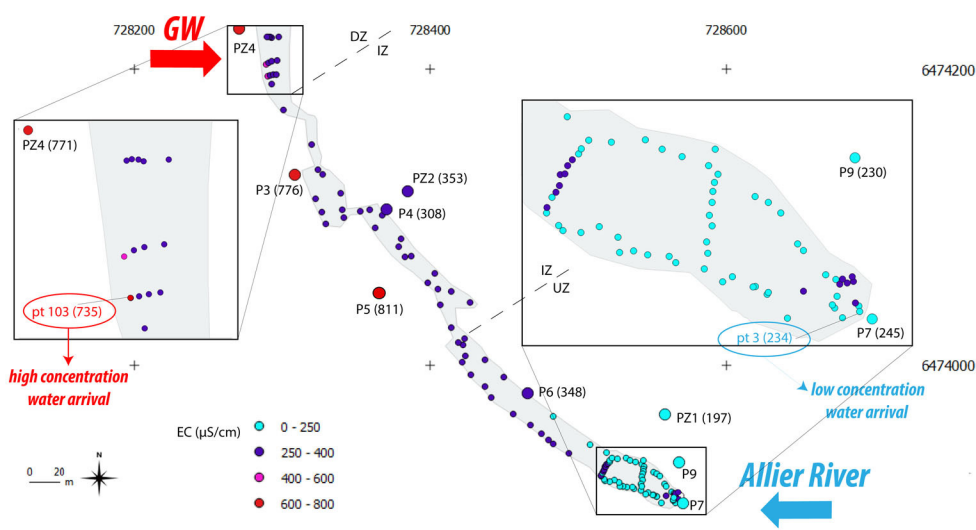 728200
GW
DZ
IZ
728400
728600
6474200
PZ4
PZ4 (771)
P3 (776)
PZ2 (353)
P4 (308)
P5 (811)
IZ
UZ
P9 (230)
P7 (245)
pt 3 (234)
pt 103 (735)
high concentration
water arrival
low concentration
water arrival
6474000
P6 (348)
PZ1 (197)
P9
P7
Allier River
EC (µS/cm)
0 - 250
250 - 400
400 - 600
600 - 800
0 20
m
N